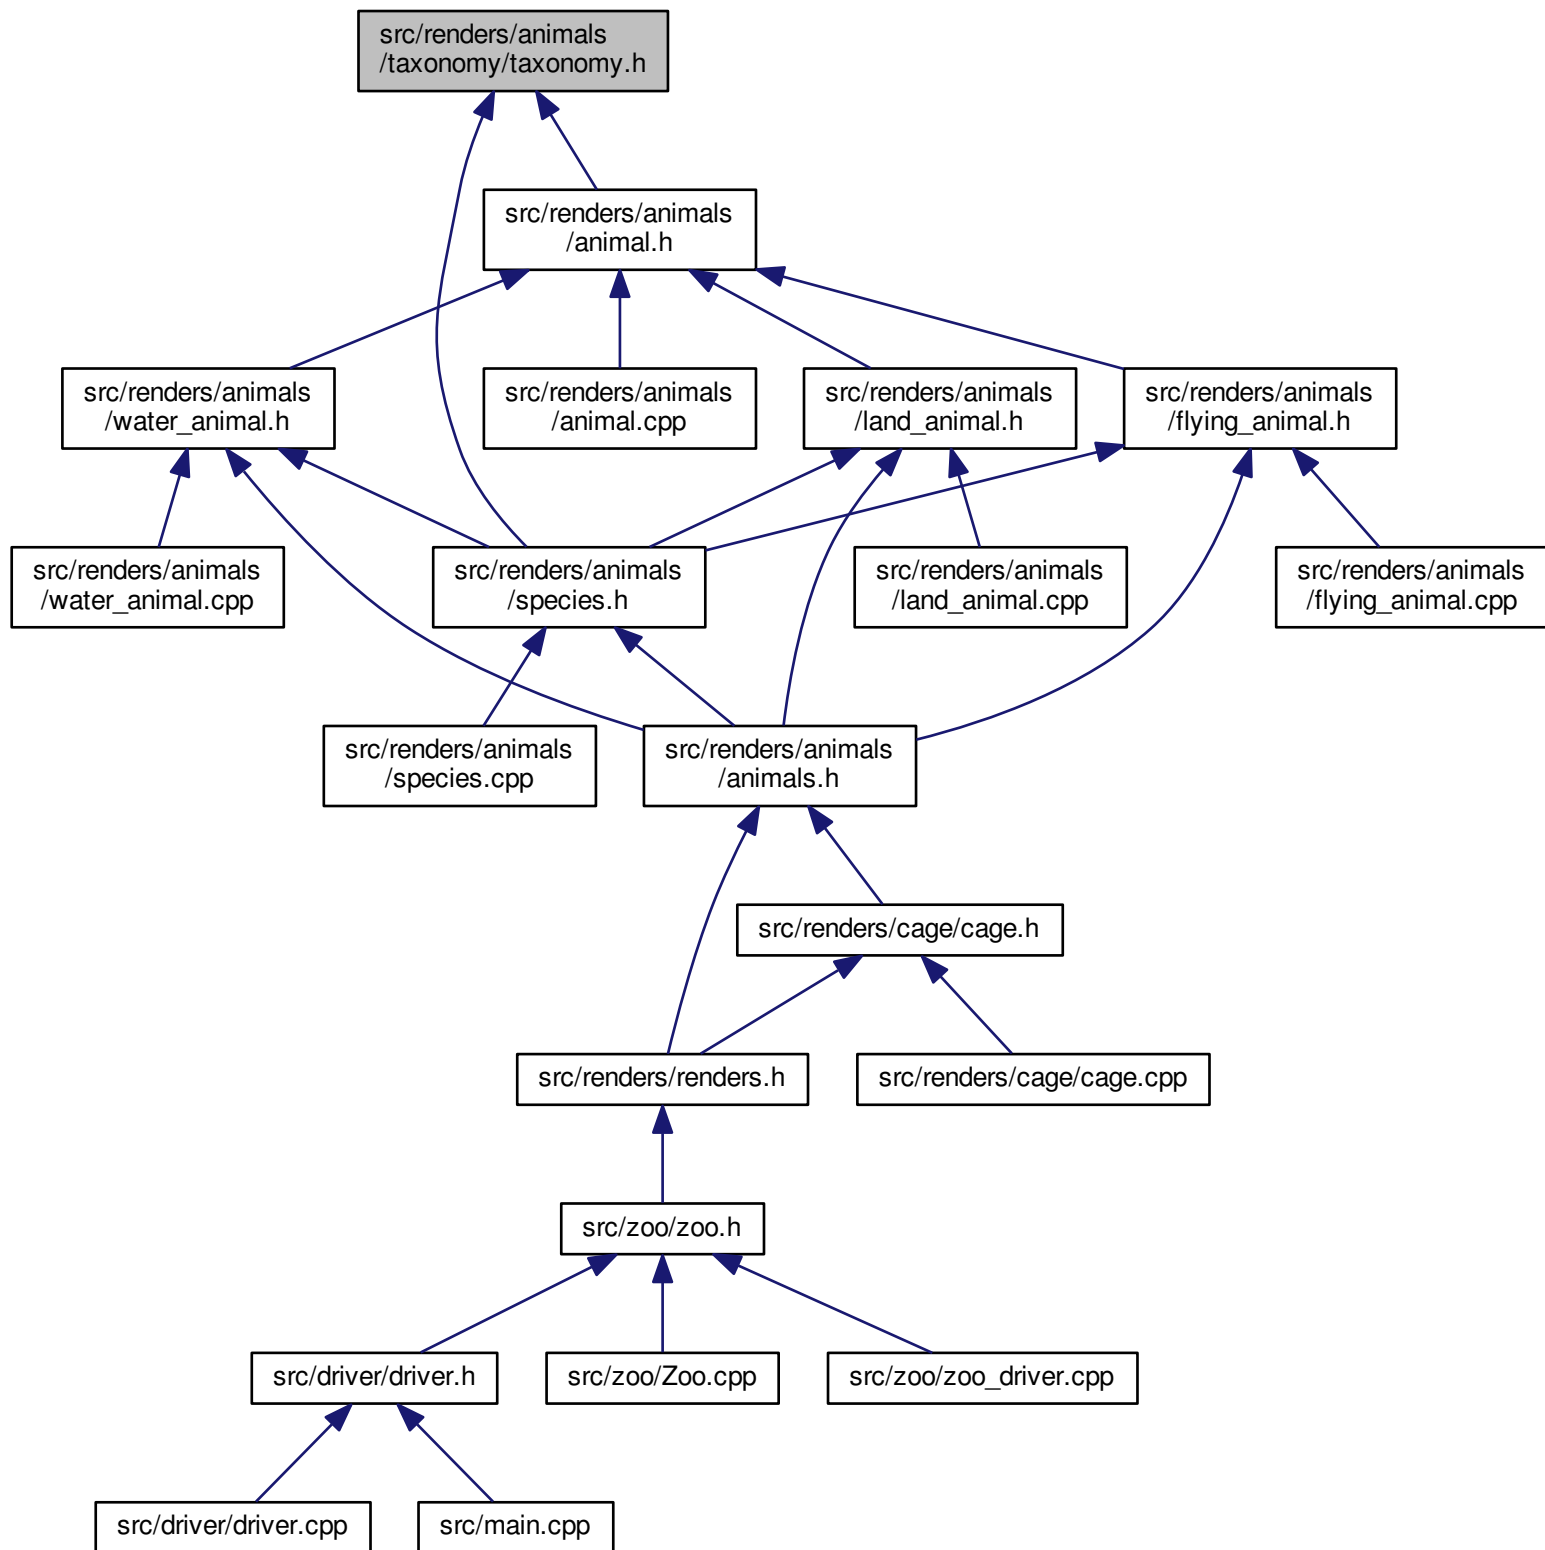 src/renders/animals
/taxonomy/taxonomy.h
src/renders/animals
/animal.h
src/renders/animals
/water_animal.h
src/renders/animals
/animal.cpp
src/renders/animals
/land_animal.h
src/renders/animals
/flying_animal.h
src/renders/animals
/water_animal.cpp
src/renders/animals
/species.h
src/renders/animals
/land_animal.cpp
src/renders/animals
/flying_animal.cpp
src/renders/animals
/species.cpp
src/renders/animals
/animals.h
src/renders/cage/cage.h
src/renders/renders.h
src/renders/cage/cage.cpp
src/zoo/zoo.h
src/driver/driver.h
src/zoo/Zoo.cpp
src/zoo/zoo_driver.cpp
src/driver/driver.cpp
src/main.cpp